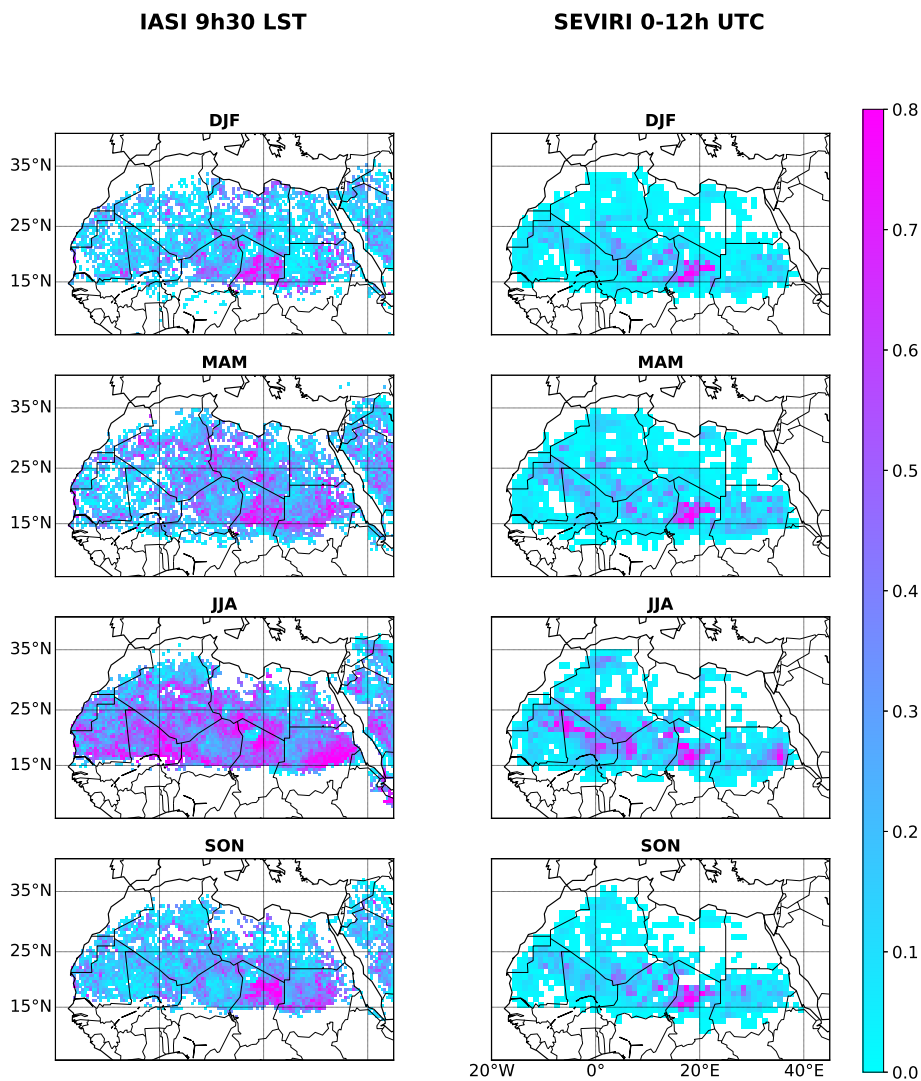 IASI 9h30 LST
SEVIRI 0-12h UTC
DJF
35°N
25°N
15°N
DJF
MAM
35°N
25°N
15°N
MAM
JJA
35°N
25°N
15°N
JJA
SON
35°N
25°N
15°N
SON
20°W 0° 20°E 40°E
0.8
0.7
0.6
0.5
0.4
0.3
0.2
0.1
0.0